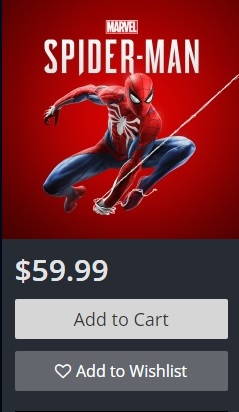 MARVEL
SPIDER-MAN
$59.99
Add to Cart
Add to Wishlist